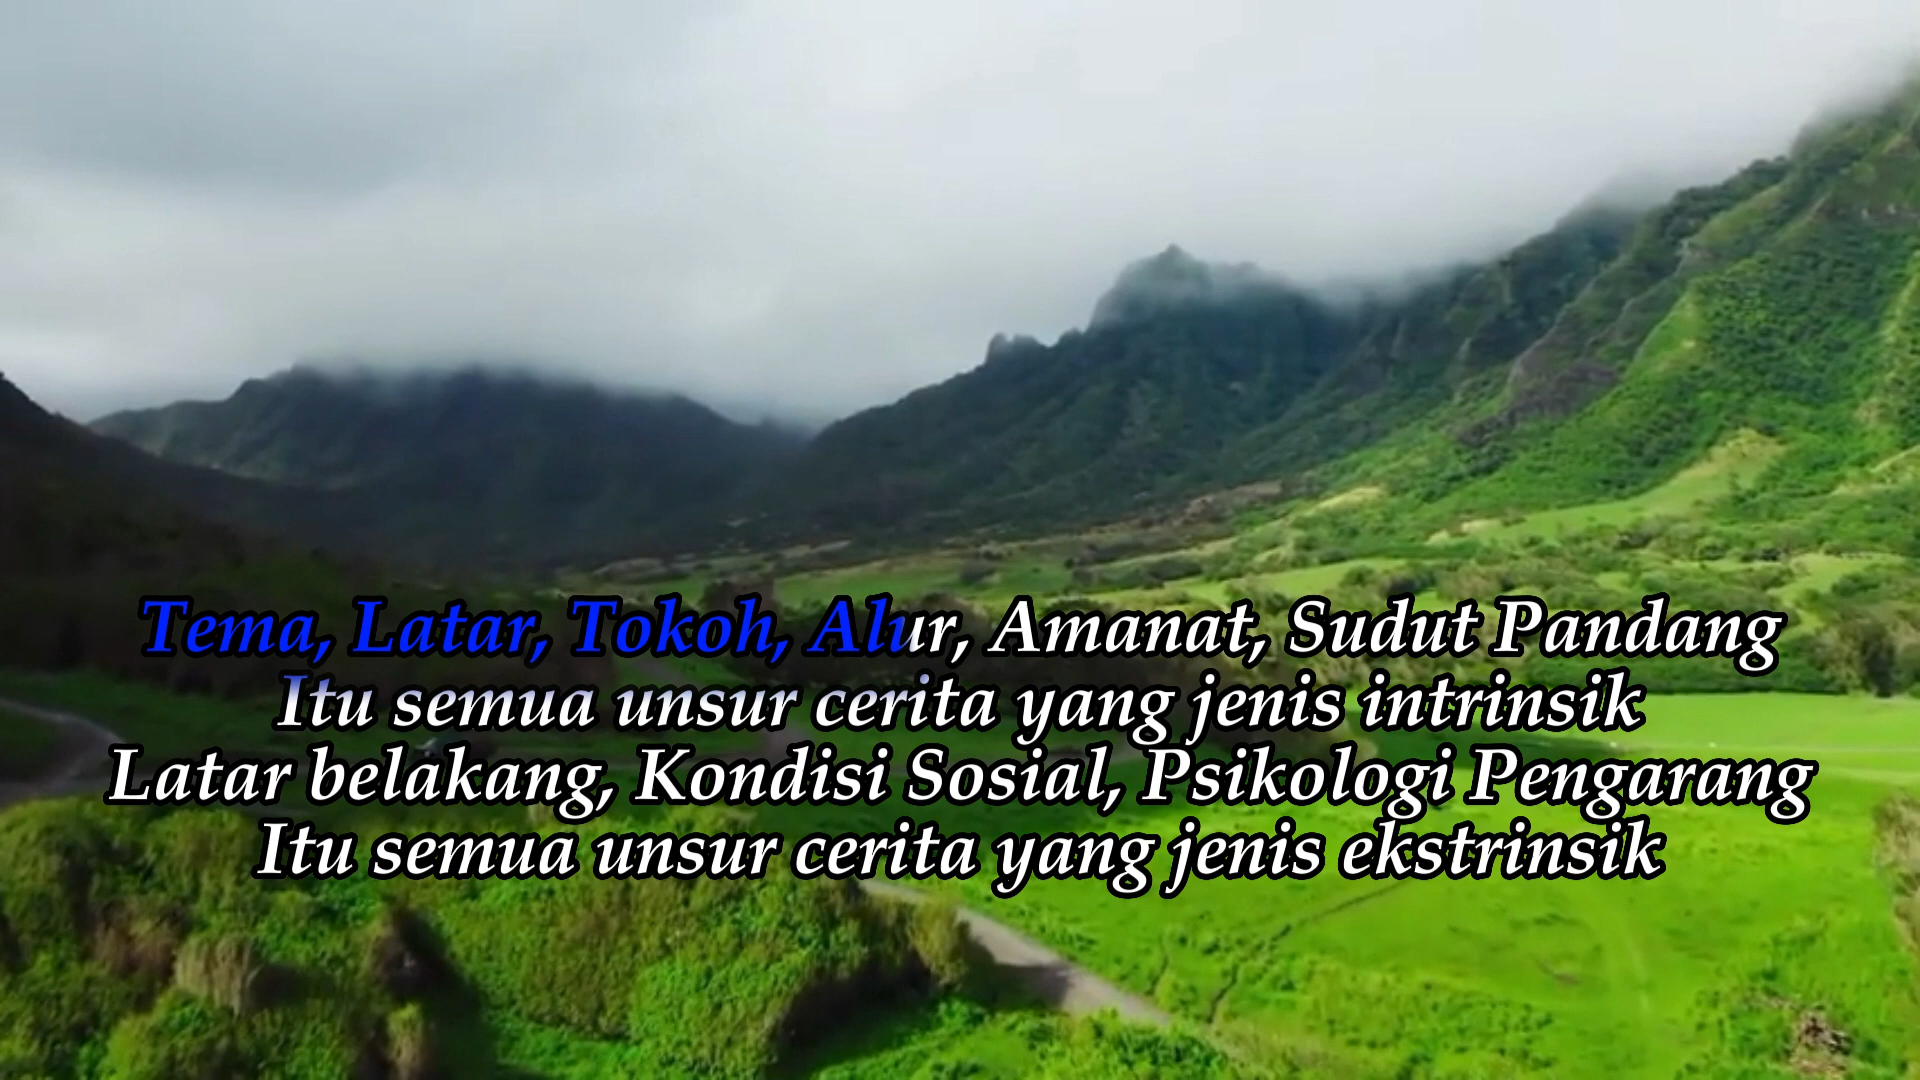 Tema, Latar, Tokoh, Alur, Amanat, Sudut Pandang
Itu semua unsur cerita yang jenis intrinsik
Latar belakang, Kondisi Sosial, Psikologi Pengarang
Itu semua unsur cerita yang jenis ekstrinsik